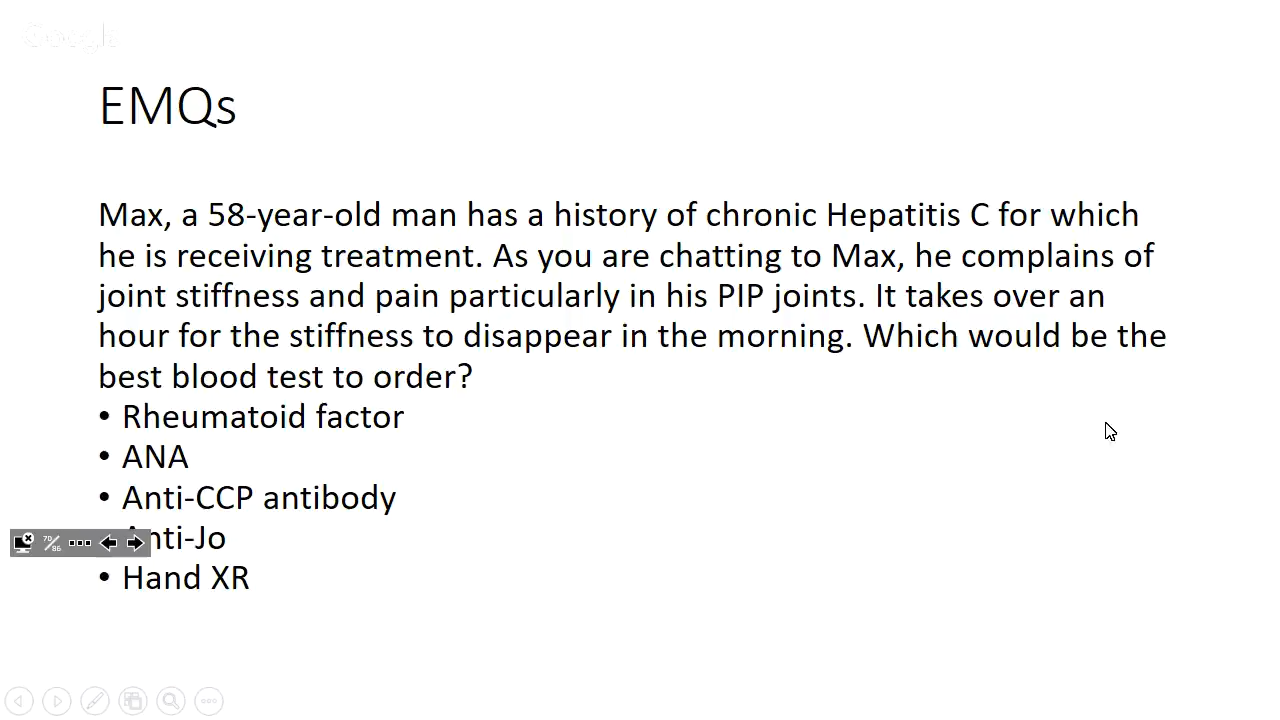 EMQs
Max, a 58-year-old man has a history of chronic Hepatitis C for which
he is receiving treatment. As you are chatting to Max, he complains of
joint stiffness and pain particularly in his PIP joints. It takes over an
hour for the stiffness to disappear in the morning. Which would be the
best blood test to order?
• Rheumatoid factor
• ANA
• Anti-CCP antibody
Anti-Jo
70/86
• Hand XR